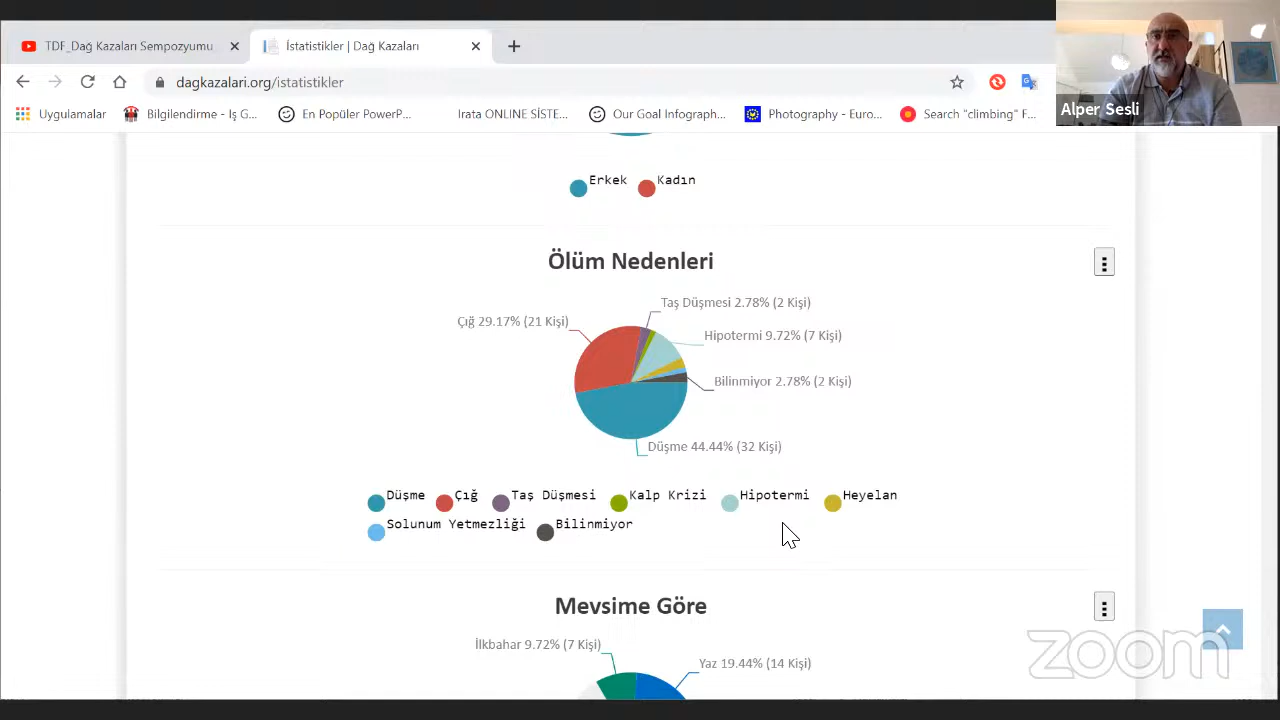 TDF_Dağ Kazaları Sempozyumu
İstatistikler | Dağ Kazaları
dagkazalari.org/istatistikler
Uygulamalar
Bilgilendirme - Iş G...
En Popüler PowerP...
Irata ONLINE SİSTE...
Our Goal Infograph...
Photography - Euro...
Search "climbing" F...
Alper Sesli
Erkek Kadın
Ölüm Nedenleri
Taş Düşmesi 2.78% (2 Kişi)
Çığ 29.17% (21 Kişi)
Hipotermi 9.72% (7 Kişi)
Bilinmiyor 2.78% (2 Kişi)
Düşme 44.44% (32 Kişi)
Düşme Çığ Taş Düşmesi Kalp Krizi Hipotermi Heyelan
Solunum Yetmezliği Bilinmiyor
Mevsime Göre
İlkbahar 9.72% (7 Kişi)
Yaz 19.44% (14 Kişi)
zoom